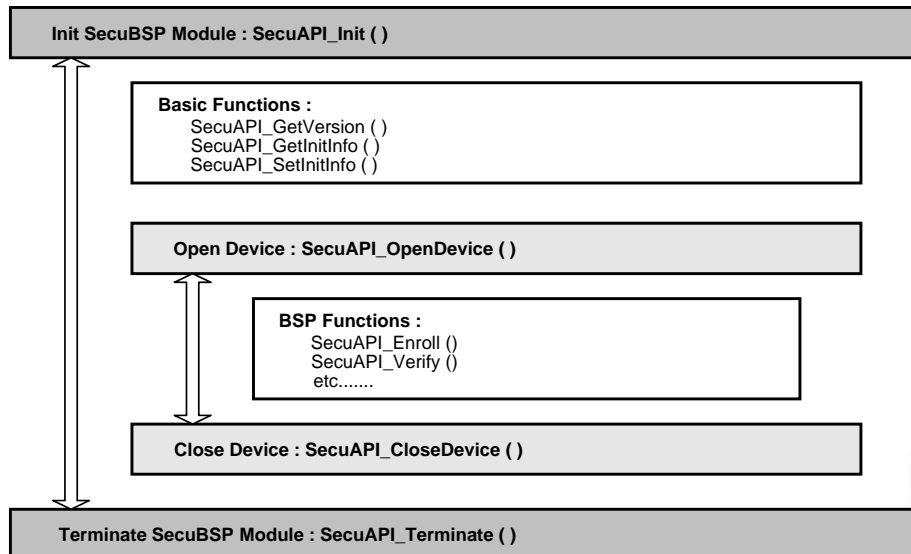 Init SecuBSP Module : SecuAPI_Init ( )
Basic Functions :
SecuAPI_GetVersion ( )
SecuAPI_GetInitInfo ( )
SecuAPI_SetInitInfo ( )
Open Device : SecuAPI_OpenDevice ( )
BSP Functions :
SecuAPI_Enroll ()
SecuAPI_Verify ()
etc.......
Close Device : SecuAPI_CloseDevice ( )
Terminate SecuBSP Module : SecuAPI_Terminate ( )